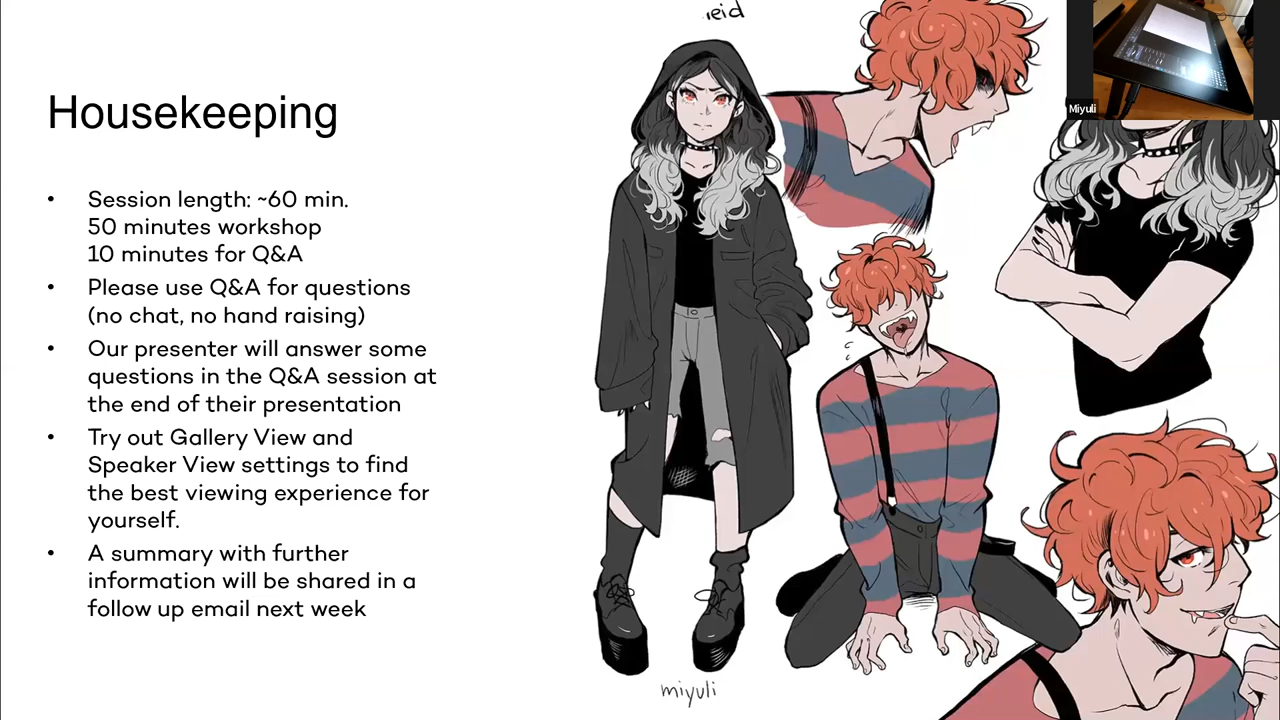 Housekeeping
• Session length: ~60 min.
50 minutes workshop
10 minutes for Q&A
• Please use Q&A for questions
(no chat, no hand raising)
• Our presenter will answer some
questions in the Q&A session at
the end of their presentation
• Try out Gallery View and
Speaker View settings to find
the best viewing experience for
yourself.
• A summary with further
information will be shared in a
follow up email next week
miyuli
Miyuli